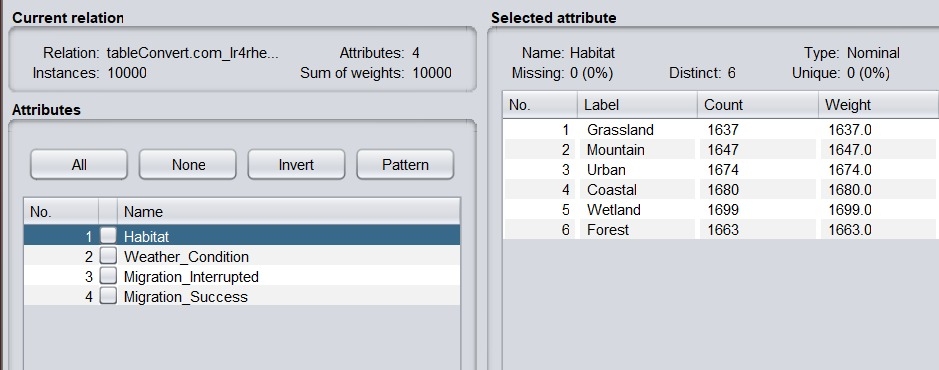 Current relation
Relation: tableConvert.com_lr4rhe... Attributes: 4
Instances: 10000 Sum of weights: 10000
Attributes
All None Invert Pattern
No. Name
1 Habitat
2 Weather_Condition
3 Migration_Interrupted
4 Migration_Success
Selected attribute
Name: Habitat Type: Nominal
Missing: 0 (0%) Distinct: 6 Unique: 0 (0%)
No. Label Count Weight
1 Grassland 1637 1637.0
2 Mountain 1647 1647.0
3 Urban 1674 1674.0
4 Coastal 1680 1680.0
5 Wetland 1699 1699.0
6 Forest 1663 1663.0